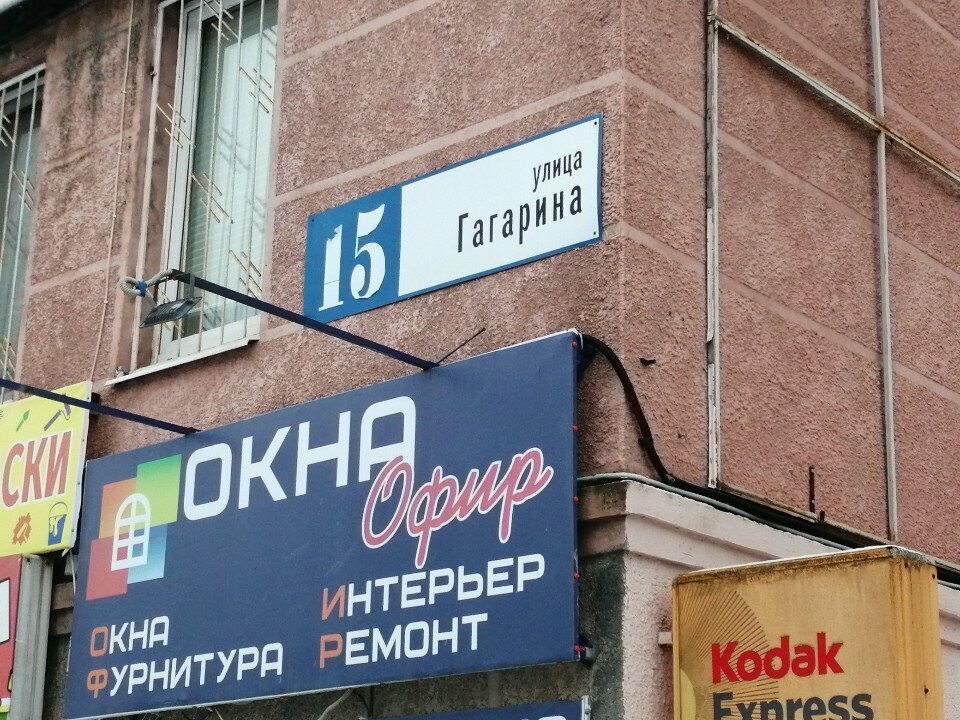 15
улица
Гагарина
СКИ
ОКНА
Офир
ОКНА
ФУРНИТУРА
ИНТЕРЬЕР
РЕМОНТ
Kodak
Express